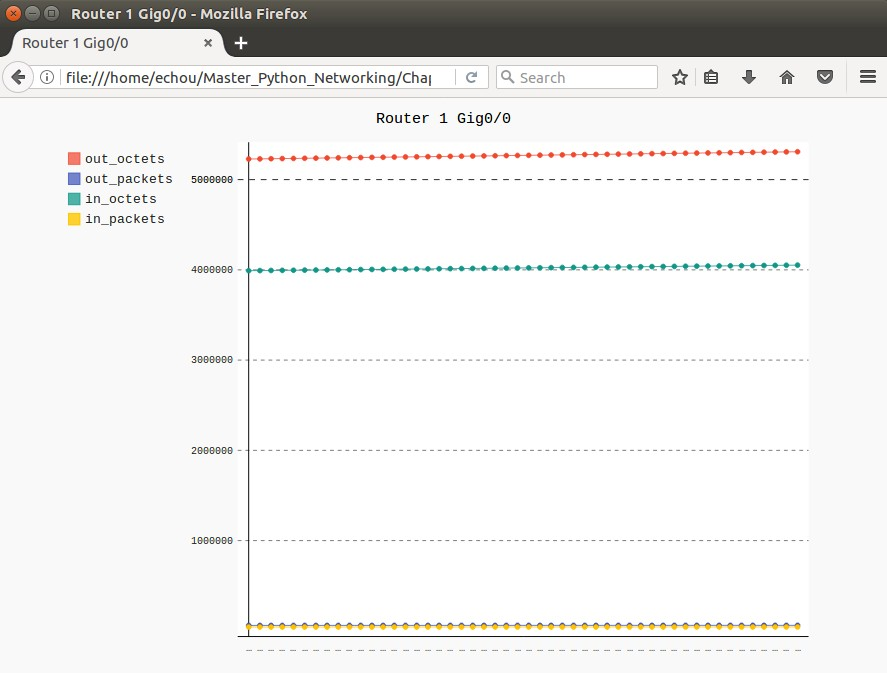 Router 1 Gig0/0 - Mozilla Firefox
Router 1 Gig0/0
file:///home/echou/Master_Python_Networking/Chap
Search
Router 1 Gig0/0
out_octets
out_packets
in_octets
in_packets
5000000
4000000
3000000
2000000
1000000